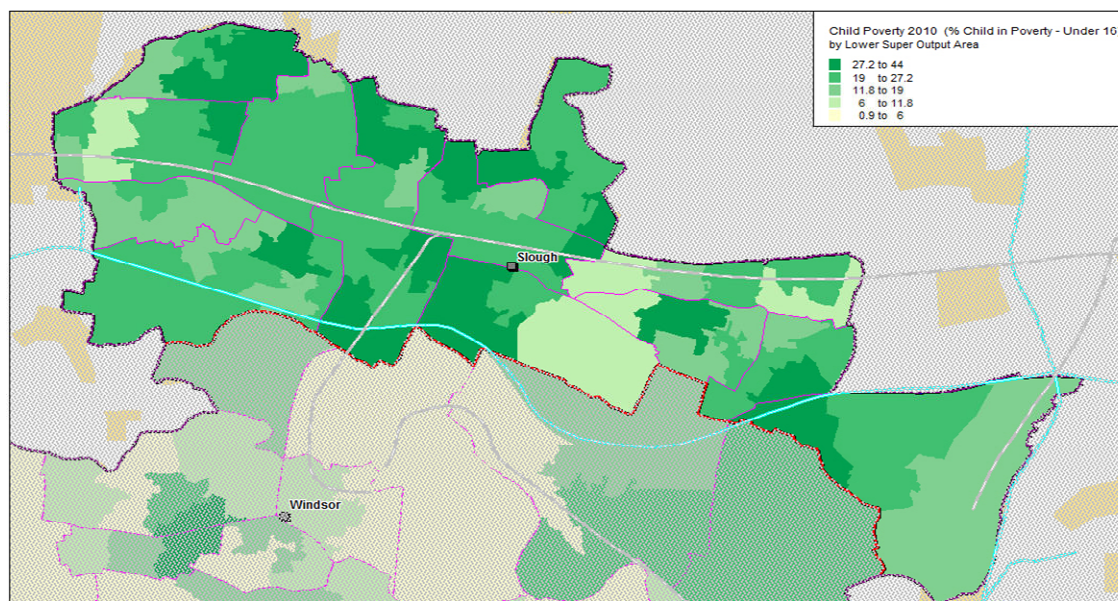 Child Poverty 2010 (% Child in Poverty - Under 16
by Lower Super Output Area
27.2 to 44
19 to 27.2
11.8 to 19
6 to 11.8
0.9 to 6
Slough
Windsor